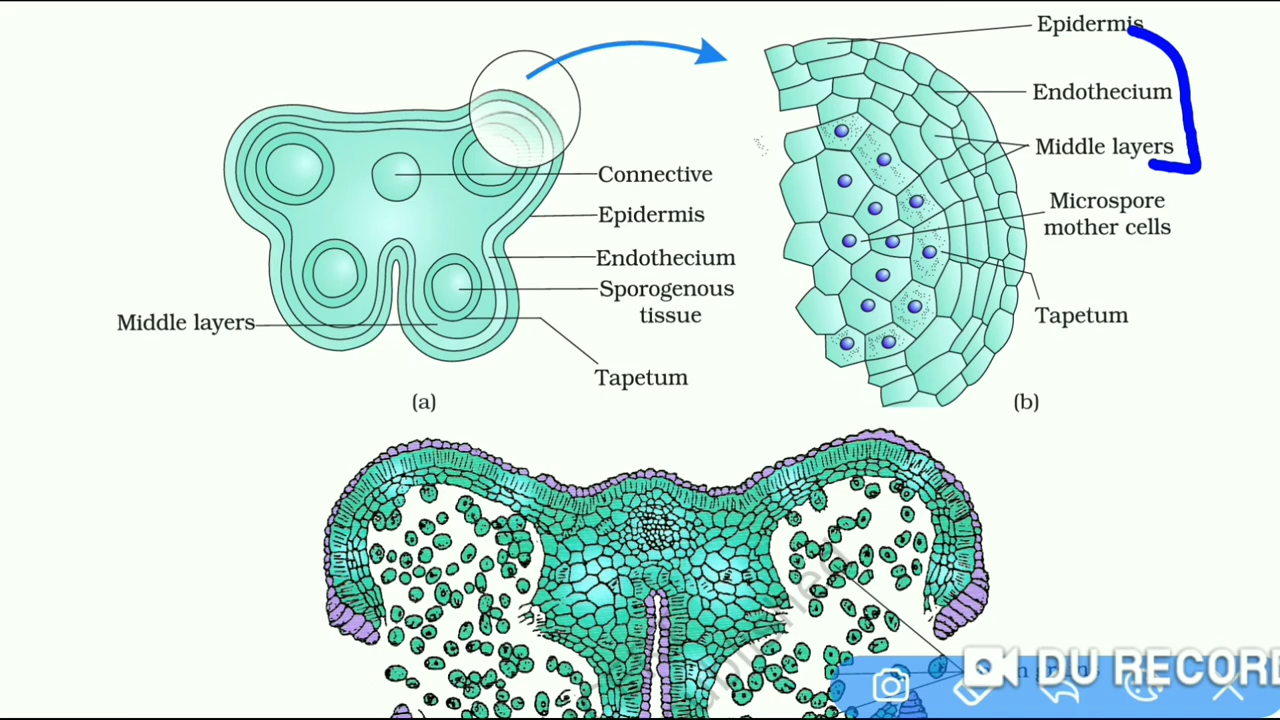 Epidermis
Endothecium
Middle layers
Microspore
mother cells
Tapetum
(b)
Connective
Epidermis
Endothecium
Sporogenous
tissue
Middle layers
Tapetum
(a)
DU RECORD